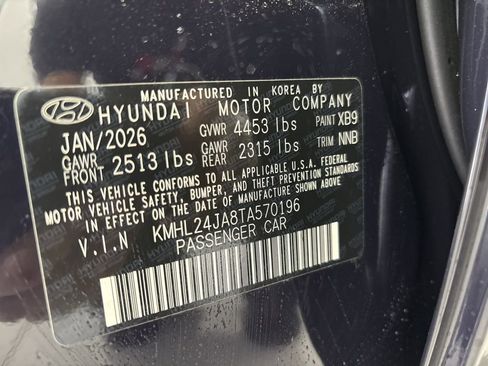 MANUFACTURED IN KOREA BY
HYUNDAI MOTOR COMPANY
JAN/2026 GVWR 4453 lbs PAINT XB9
GAWR FRONT 2513 lbs GAWR REAR 2315 lbs TRIM NNB
THIS VEHICLE CONFORMS TO ALL APPLICABLE U.S.A. FEDERAL
MOTOR VEHICLE SAFETY, BUMPER, AND THEFT PREVENTION STANDARDS
IN EFFECT ON THE DATE OF MANUFACTURE SHOWN ABOVE.
V.I.N KMHL24JA8TA570196
PASSENGER CAR